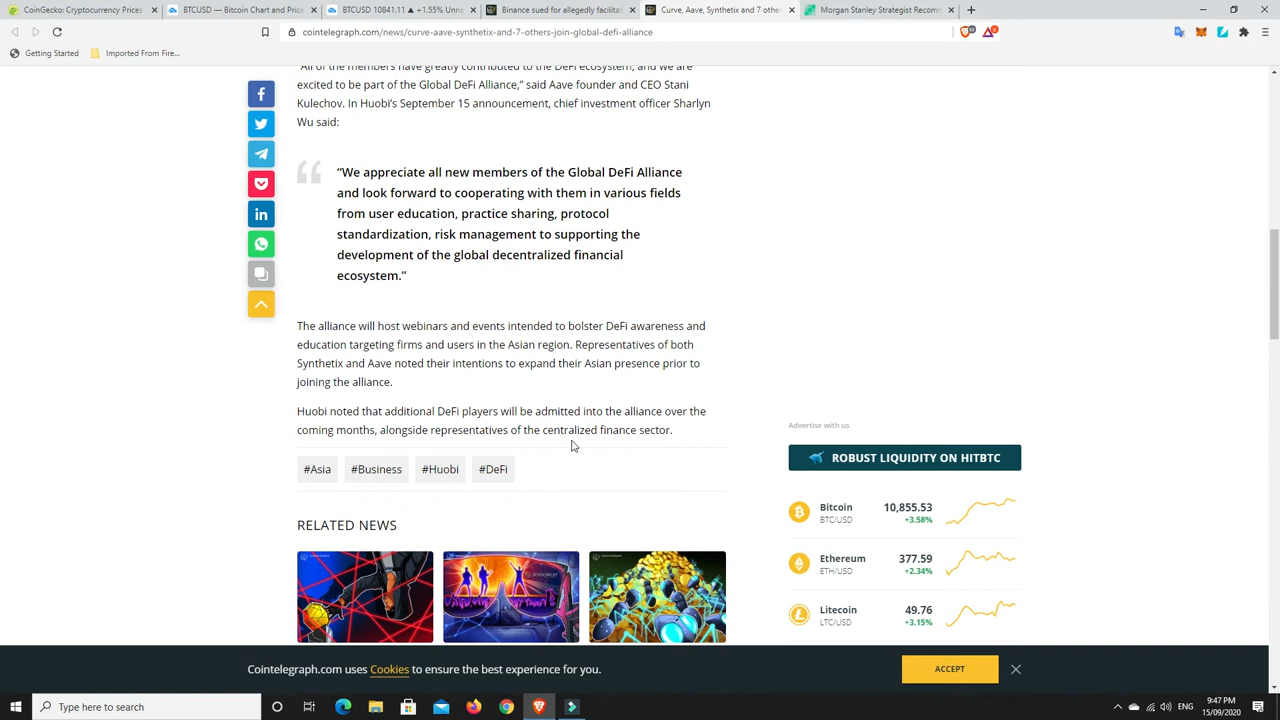 CoinGecko: Cryptocurrency Prices
BTCUSD — Bitcoin Chart and Price
BTCUSD 10841.11 ▲ +1.55% Unna
Binance sued for allegedly facilitat
Curve, Aave, Synthetix and 7 other
Morgan Stanley Strategist Recomm
cointelegraph.com/news/curve-aave-synthetix-and-7-others-join-global-defi-alliance
Getting Started
Imported From Fire...
"All of the members have greatly contributed to the DeFi ecosystem, and we are
excited to be part of the Global DeFi Alliance," said Aave founder and CEO Stani
Kulechov. In Huobi's September 15 announcement, chief investment officer Sharlyn
Wu said:
“We appreciate all new members of the Global DeFi Alliance
and look forward to cooperating with them in various fields
from user education, practice sharing, protocol
standardization, risk management to supporting the
development of the global decentralized financial
ecosystem.”
The alliance will host webinars and events intended to bolster DeFi awareness and
education targeting firms and users in the Asian region. Representatives of both
Synthetix and Aave noted their intentions to expand their Asian presence prior to
joining the alliance.
Huobi noted that additional DeFi players will be admitted into the alliance over the
coming months, alongside representatives of the centralized finance sector.
#Asia
#Business
#Huobi
#DeFi
RELATED NEWS
Advertise with us
ROBUST LIQUIDITY ON HITBTC
Bitcoin 10,855.53
BTC/USD +3.58%
Ethereum 377.59
ETH/USD +2.34%
Litecoin 49.76
LTC/USD +3.15%
Cointelegraph.com uses Cookies to ensure the best experience for you.
ACCEPT
Type here to search
ENG
9:47 PM
15/09/2020